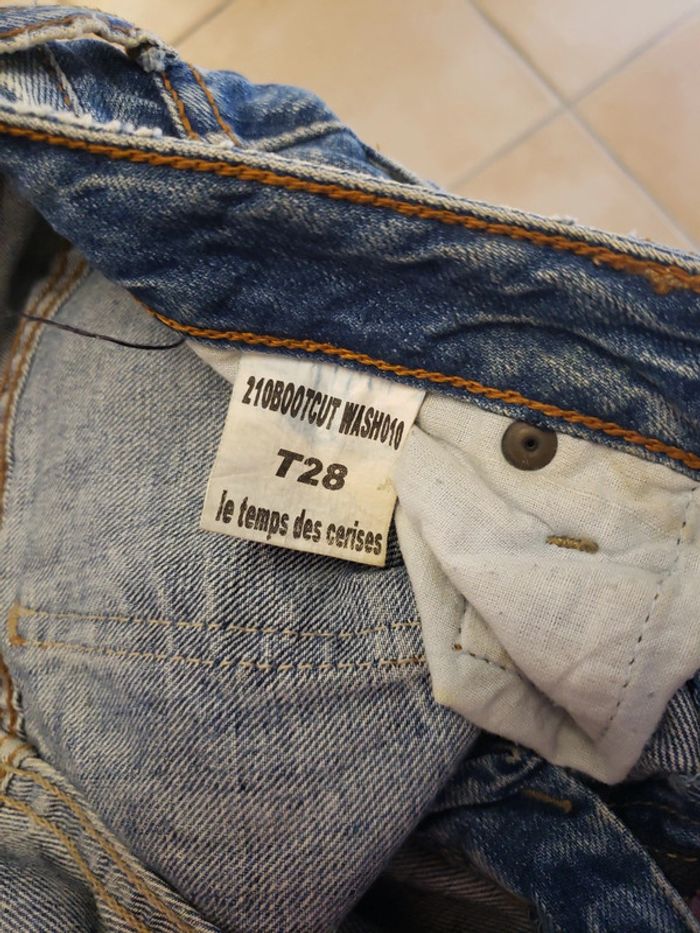 210BOOTCUT WASH010
T28
le temps des cerises